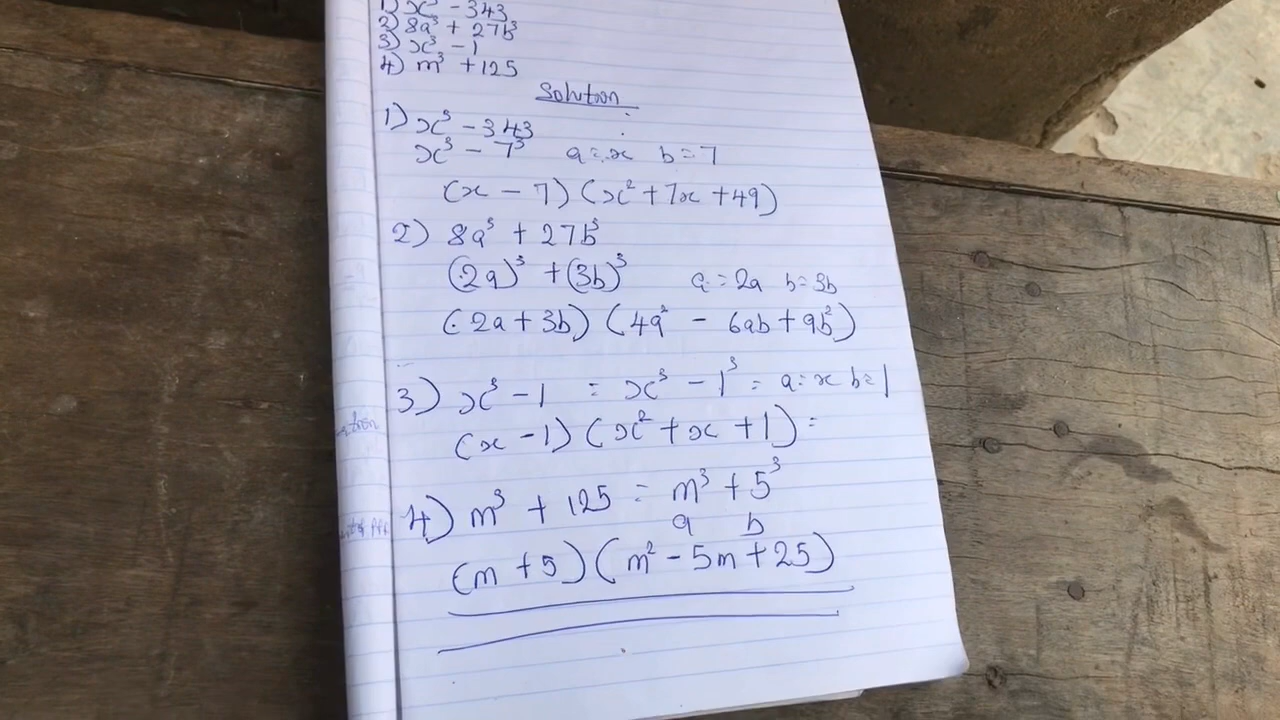 1) x³ - 343
2) 8a³ + 27b³
3) x³ - 1
4) m³ + 125
Solution
1) x³ - 343
x³ - 7³ a = x b = 7
(x - 7) (x² + 7x + 49)
2) 8a³ + 27b³
(2a)³ + (3b)³ a = 2a b = 3b
(2a + 3b) (4a² - 6ab + 9b²)
3) x³ - 1 = x³ - 1³ = a = x b = 1
(x - 1) (x² + x + 1) =
4) m³ + 125 = m³ + 5³
a b
(m + 5) (m² - 5m + 25)